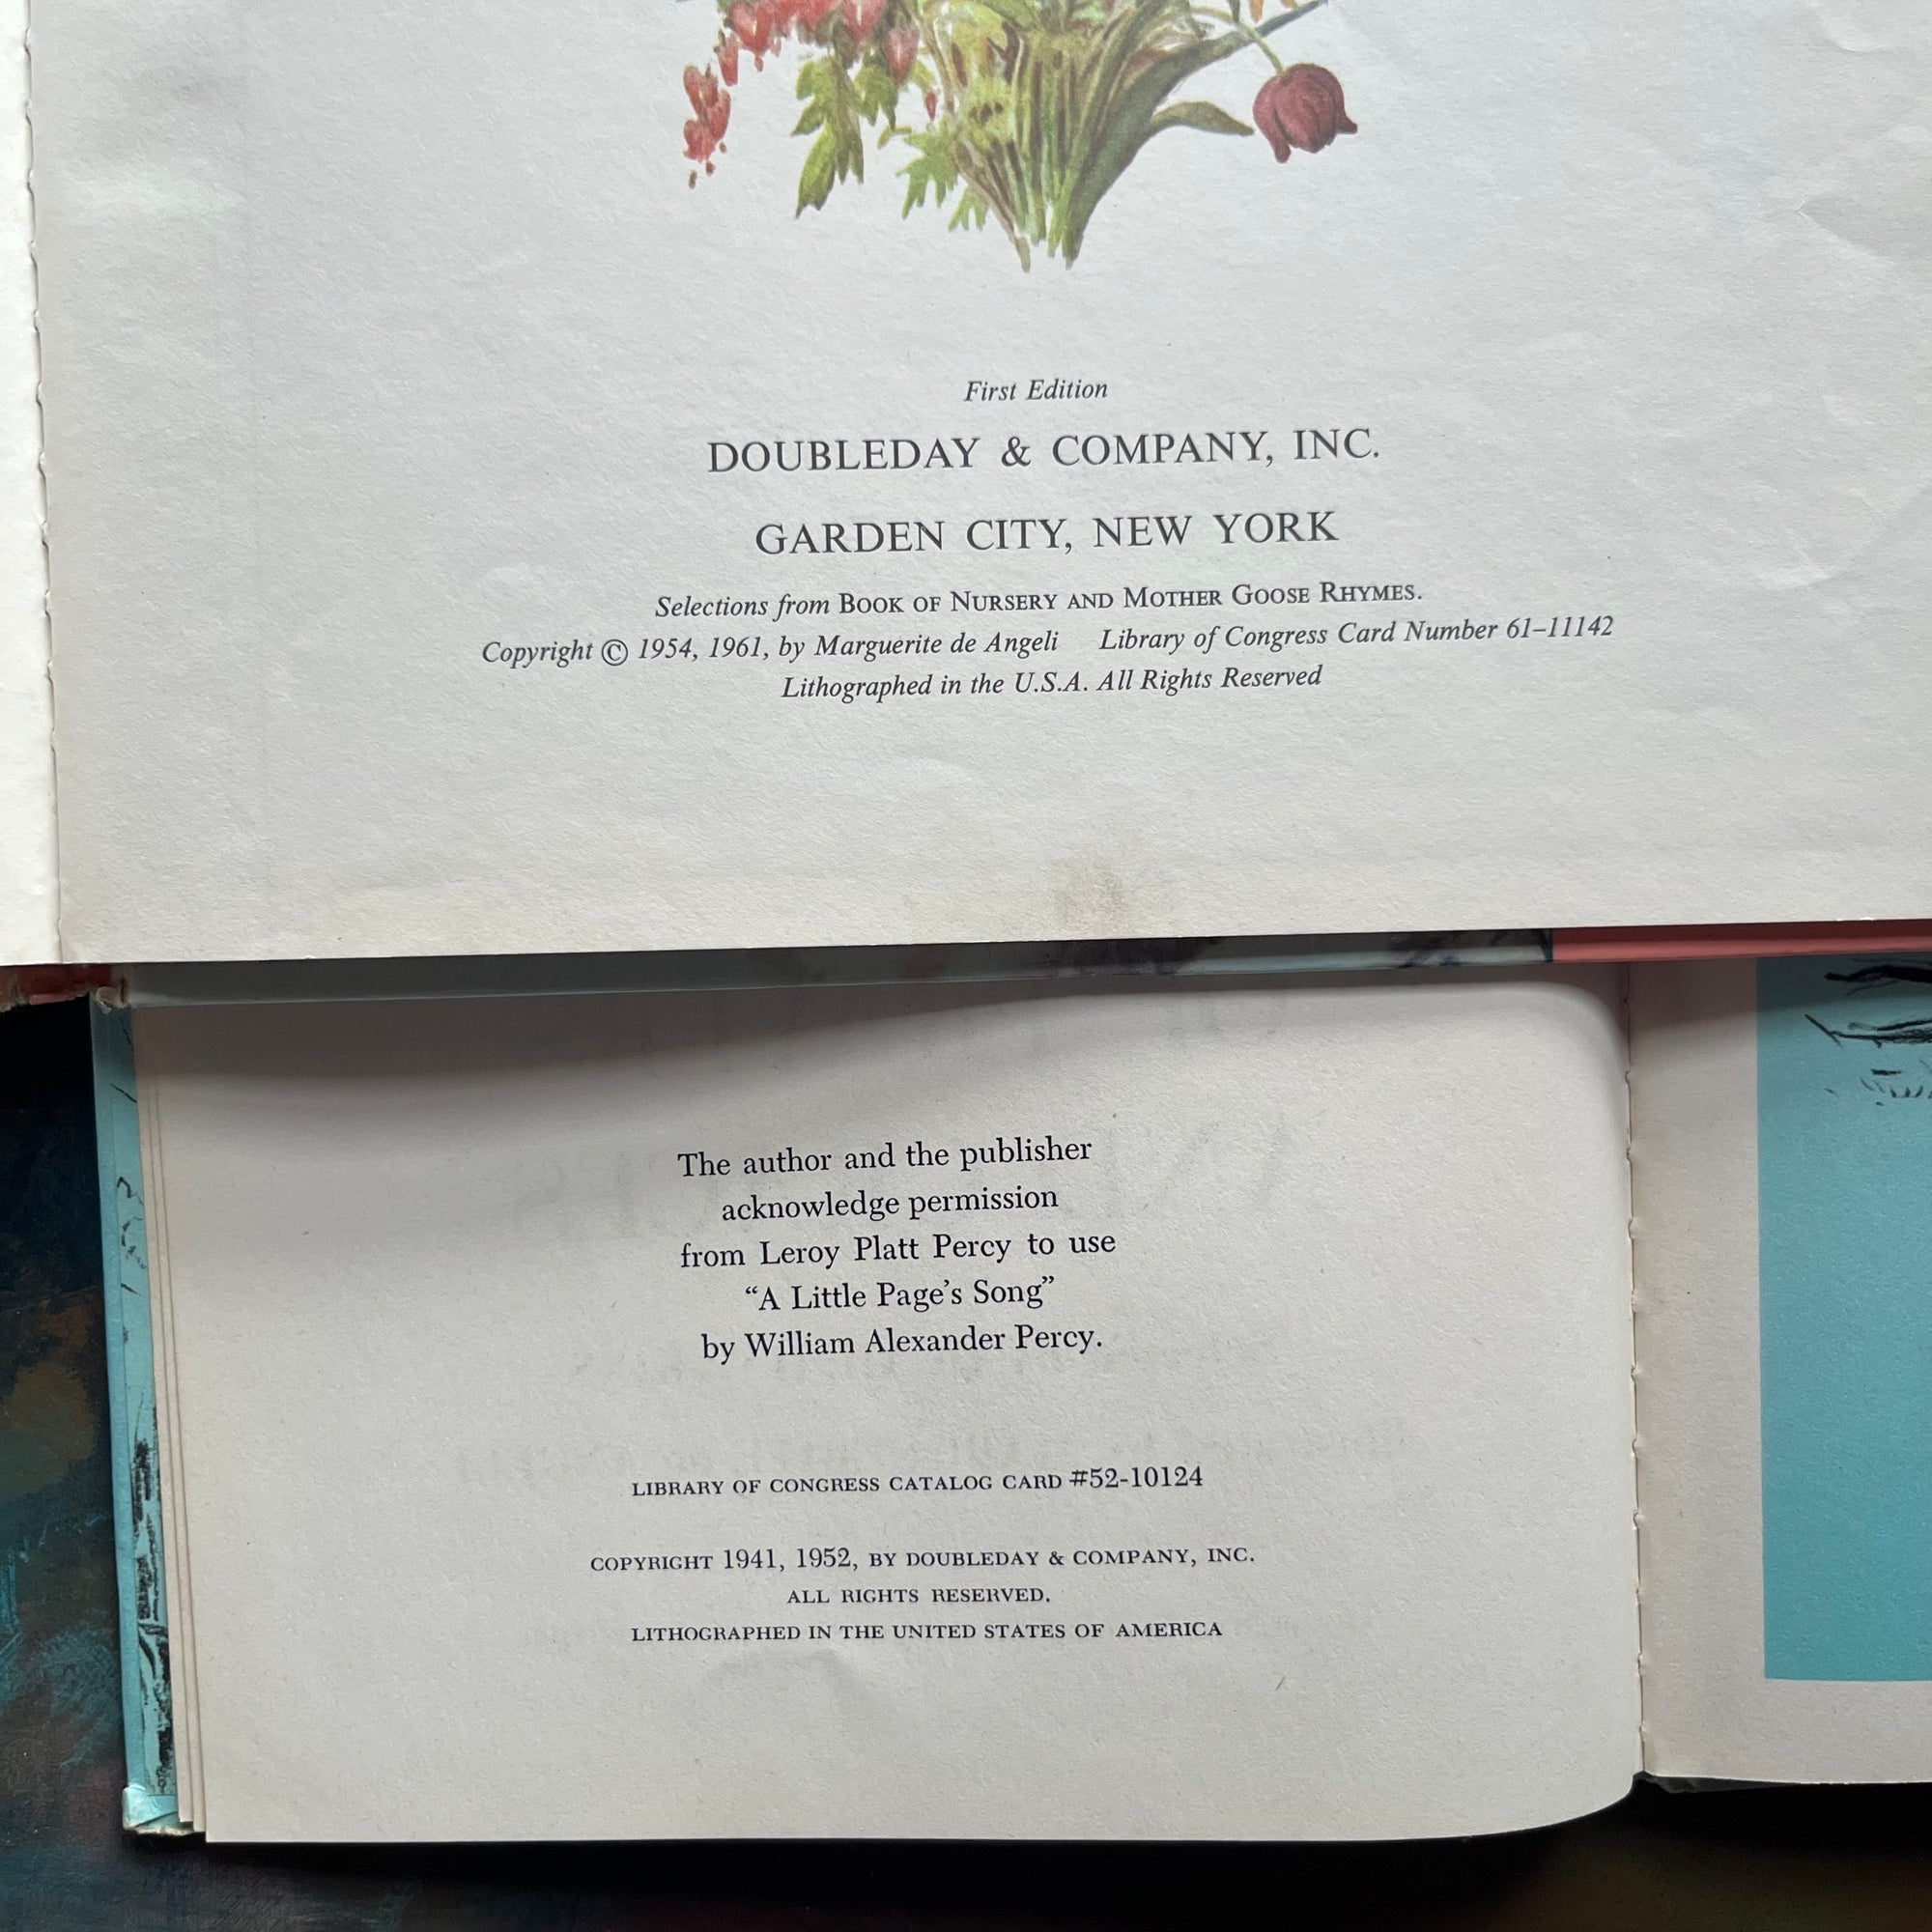 First Edition
DOUBLEDAY & COMPANY, INC.
GARDEN CITY, NEW YORK
Selections from BOOK OF NURSERY AND MOTHER GOOSE RHYMES.
Copyright © 1954, 1961, by Marguerite de Angeli Library of Congress Card Number 61–11142
Lithographed in the U.S.A. All Rights Reserved
The author and the publisher
acknowledge permission
from Leroy Platt Percy to use
“A Little Page’s Song”
by William Alexander Percy.
LIBRARY OF CONGRESS CATALOG CARD #52-10124
COPYRIGHT 1941, 1952, BY DOUBLEDAY & COMPANY, INC.
ALL RIGHTS RESERVED.
LITHOGRAPHED IN THE UNITED STATES OF AMERICA